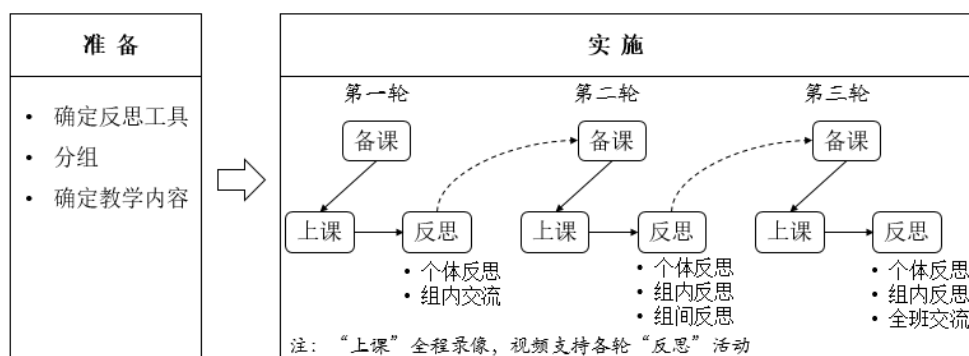 准 备
• 确定反思工具
• 分组
• 确定教学内容
实 施
第一轮
备课
上课
反思
• 个体反思
• 组内交流
第二轮
备课
上课
反思
• 个体反思
• 组内反思
• 组间反思
第三轮
备课
上课
反思
• 个体反思
• 组内反思
• 全班交流
注：“上课”全程录像，视频支持各轮“反思”活动